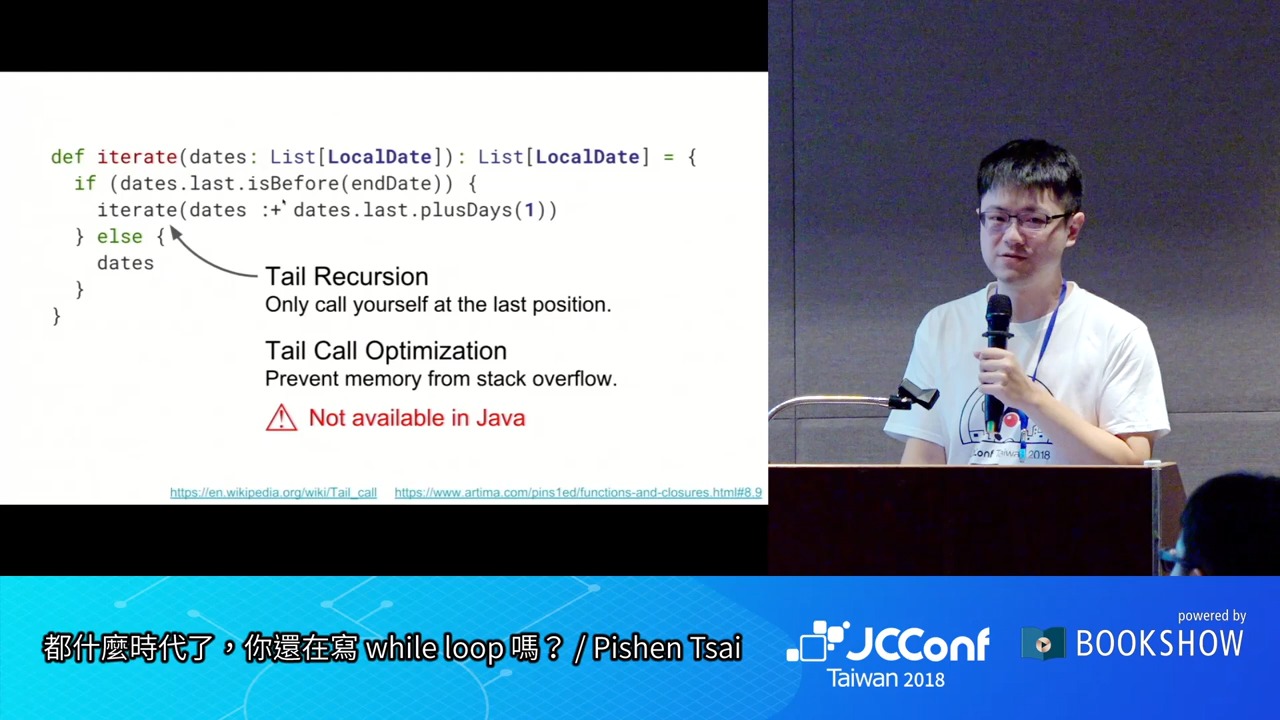 def iterate(dates: List[LocalDate]): List[LocalDate] = {
if (dates.last.isBefore(endDate)) {
iterate(dates :+ dates.last.plusDays(1))
} else {
dates
}
}
Tail Recursion
Only call yourself at the last position.
Tail Call Optimization
Prevent memory from stack overflow.
Not available in Java
https://en.wikipedia.org/wiki/Tail_call https://www.artima.com/pins1ed/functions-and-closures.html#8.9
Conf Taiwan 2018
都什麼時代了，你還在寫 while loop 嗎？ / Pishen Tsai
JCConf
Taiwan 2018
powered by
BOOKSHOW